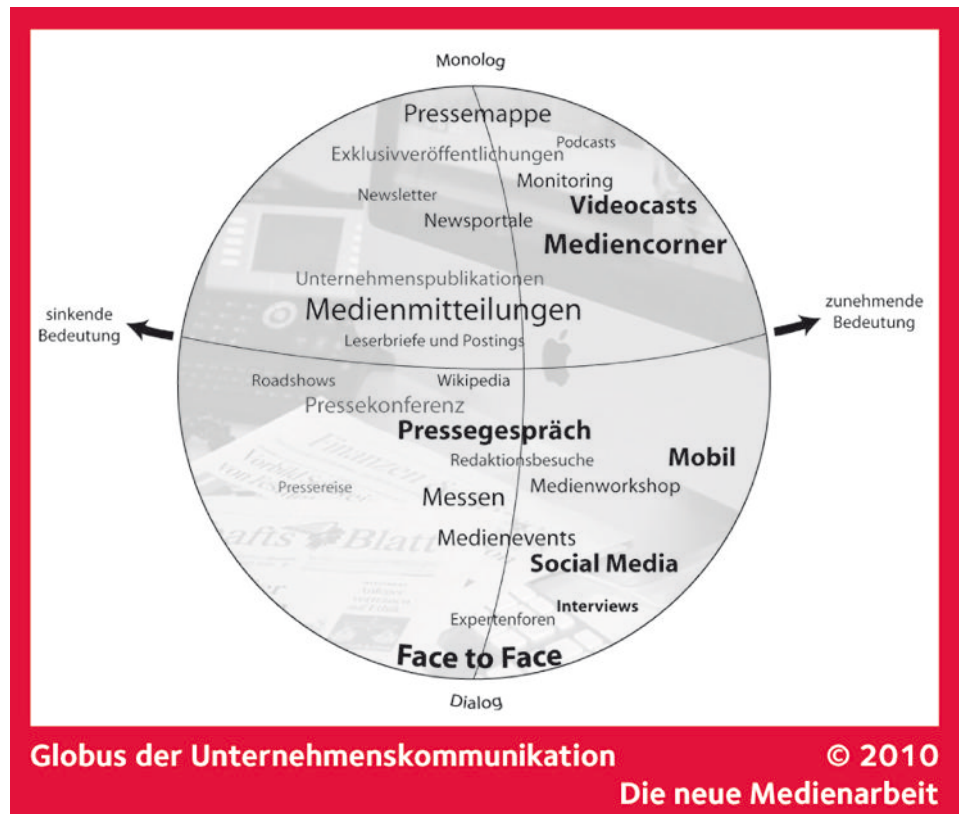 Monolog
Pressemappe
Podcasts
Exklusivveröffentlichungen
Monitoring
Newsletter
Videocasts
Newsportale
Mediencorner
Unternehmenspublikationen
Medienmitteilungen
sinkende
Bedeutung
zunehmende
Bedeutung
Leserbriefe und Postings
Roadshows
Wikipedia
Pressekonferenz
Pressegespräch
Redaktionsbesuche
Mobil
Pressereise
Medienworkshop
Messen
Medienevents
Social Media
Interviews
Expertenforen
Face to Face
Dialog
Finanzen
Blatt
Globus der Unternehmenskommunikation
© 2010
Die neue Medienarbeit